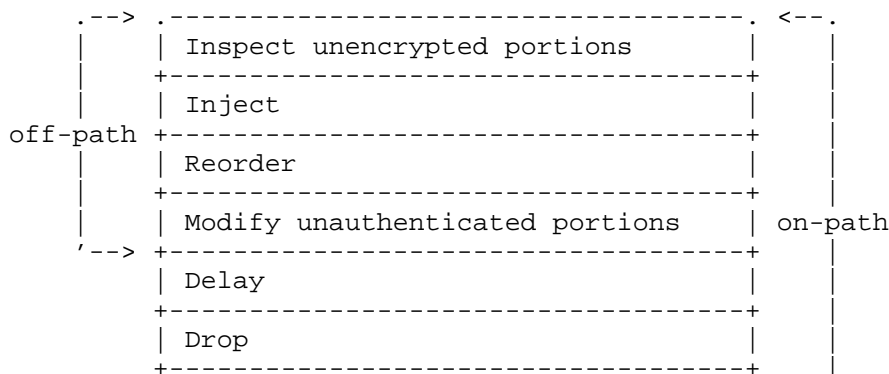 .--> .------------------------------------. <--.
| | Inspect unencrypted portions | |
| +------------------------------------+ |
| | Inject | |
off-path +------------------------------------+ |
| | Reorder | |
| +------------------------------------+ |
| | Modify unauthenticated portions | on-path
'--> +------------------------------------+ |
| Delay | |
+------------------------------------+ |
| Drop | |
+------------------------------------+ |